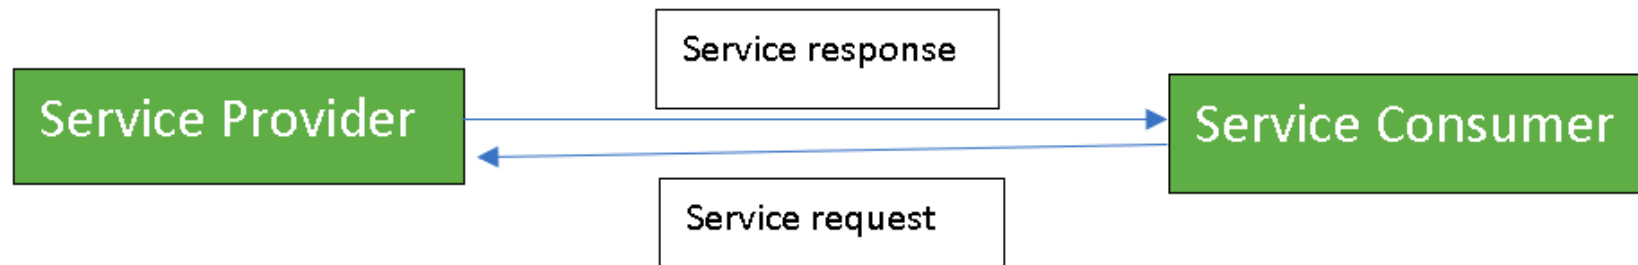 Service response
Service Provider
Service Consumer
Service request